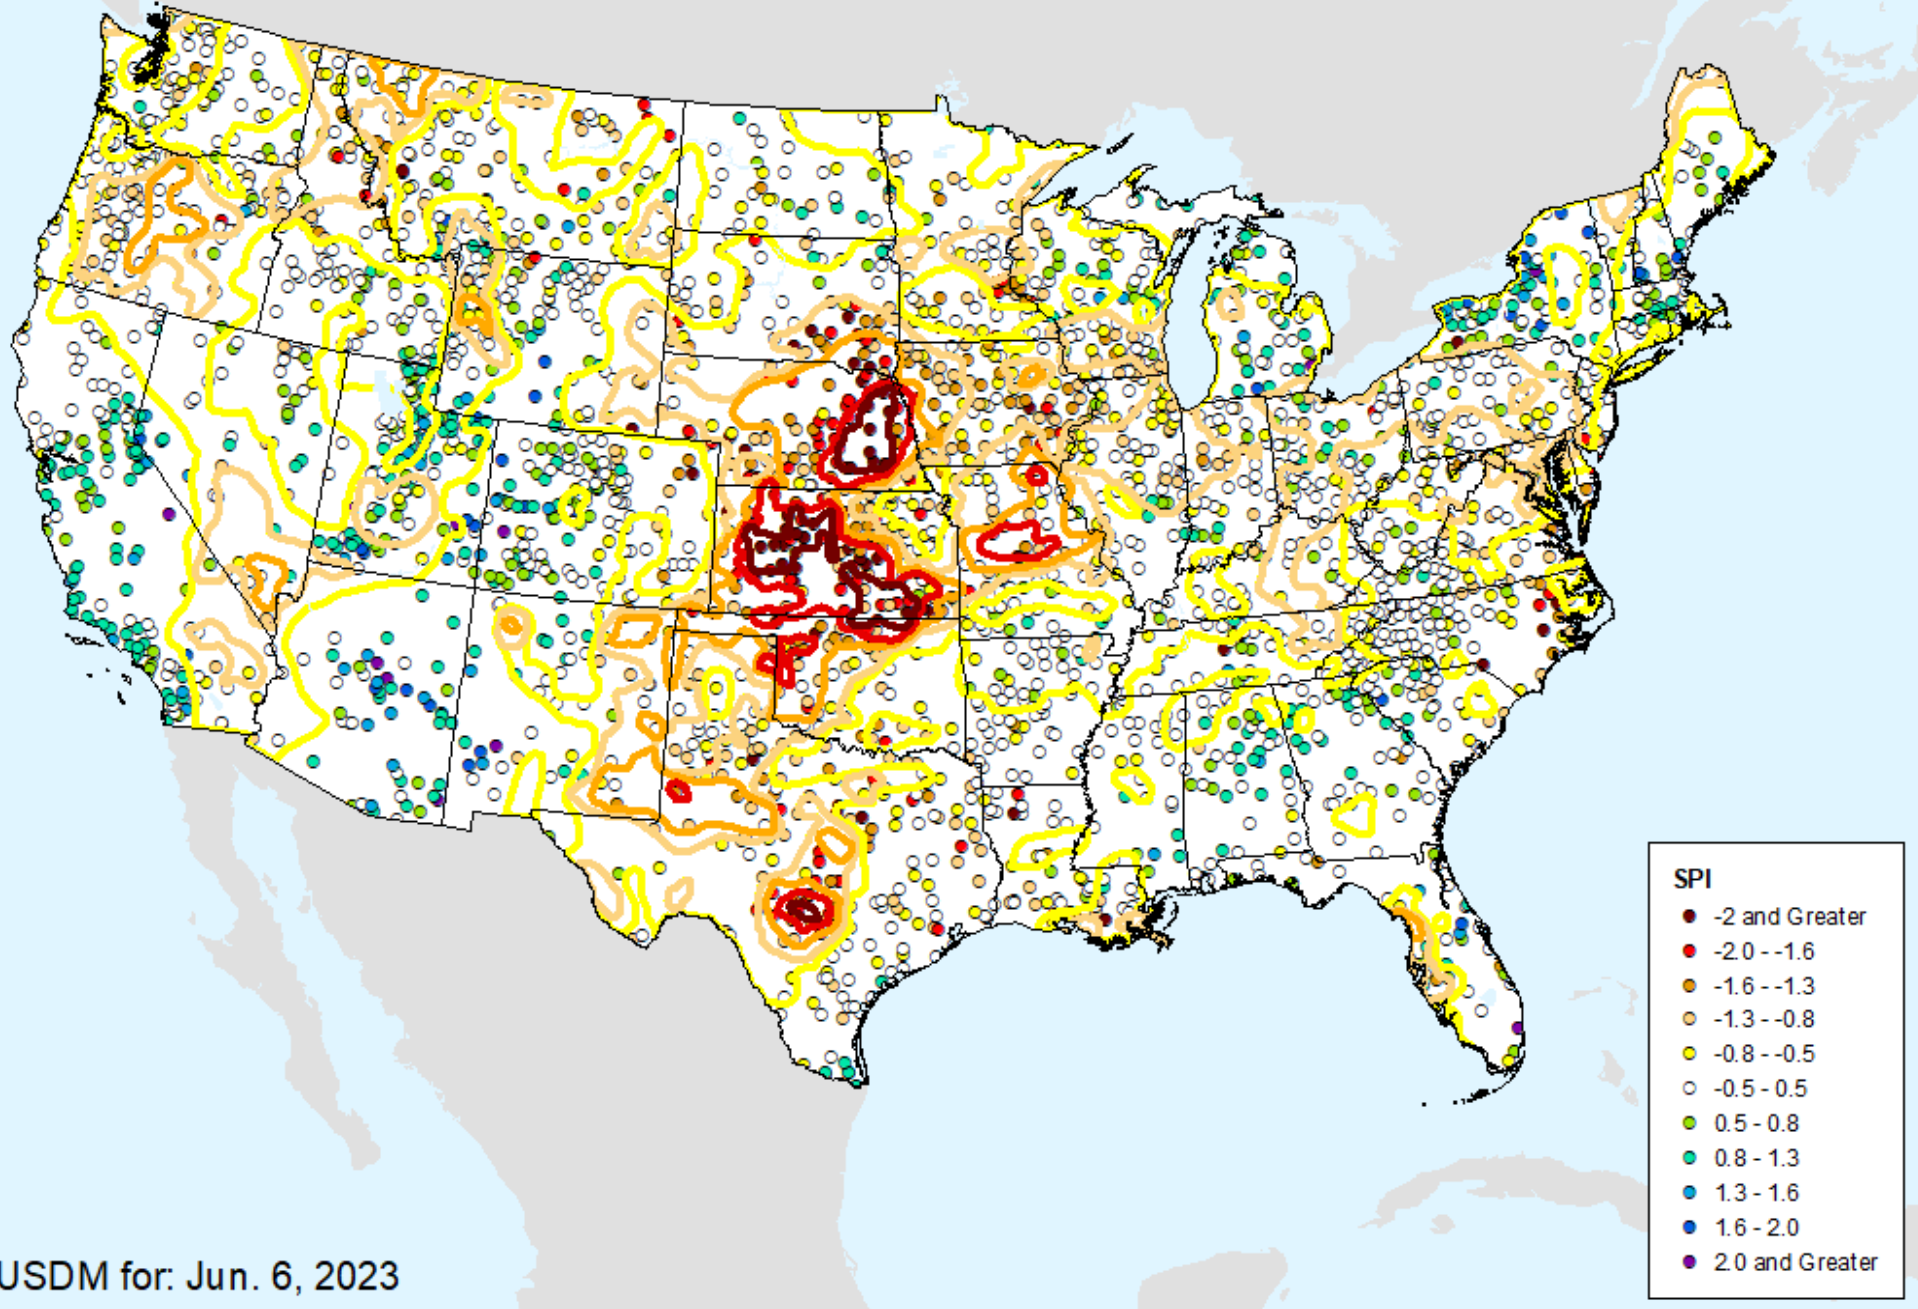 SPI
-2 and Greater
-2.0 - -1.6
-1.6 - -1.3
-1.3 - -0.8
-0.8 - -0.5
-0.5 - 0.5
0.5 - 0.8
0.8 - 1.3
1.3 - 1.6
1.6 - 2.0
2.0 and Greater
USDM for: Jun. 6, 2023